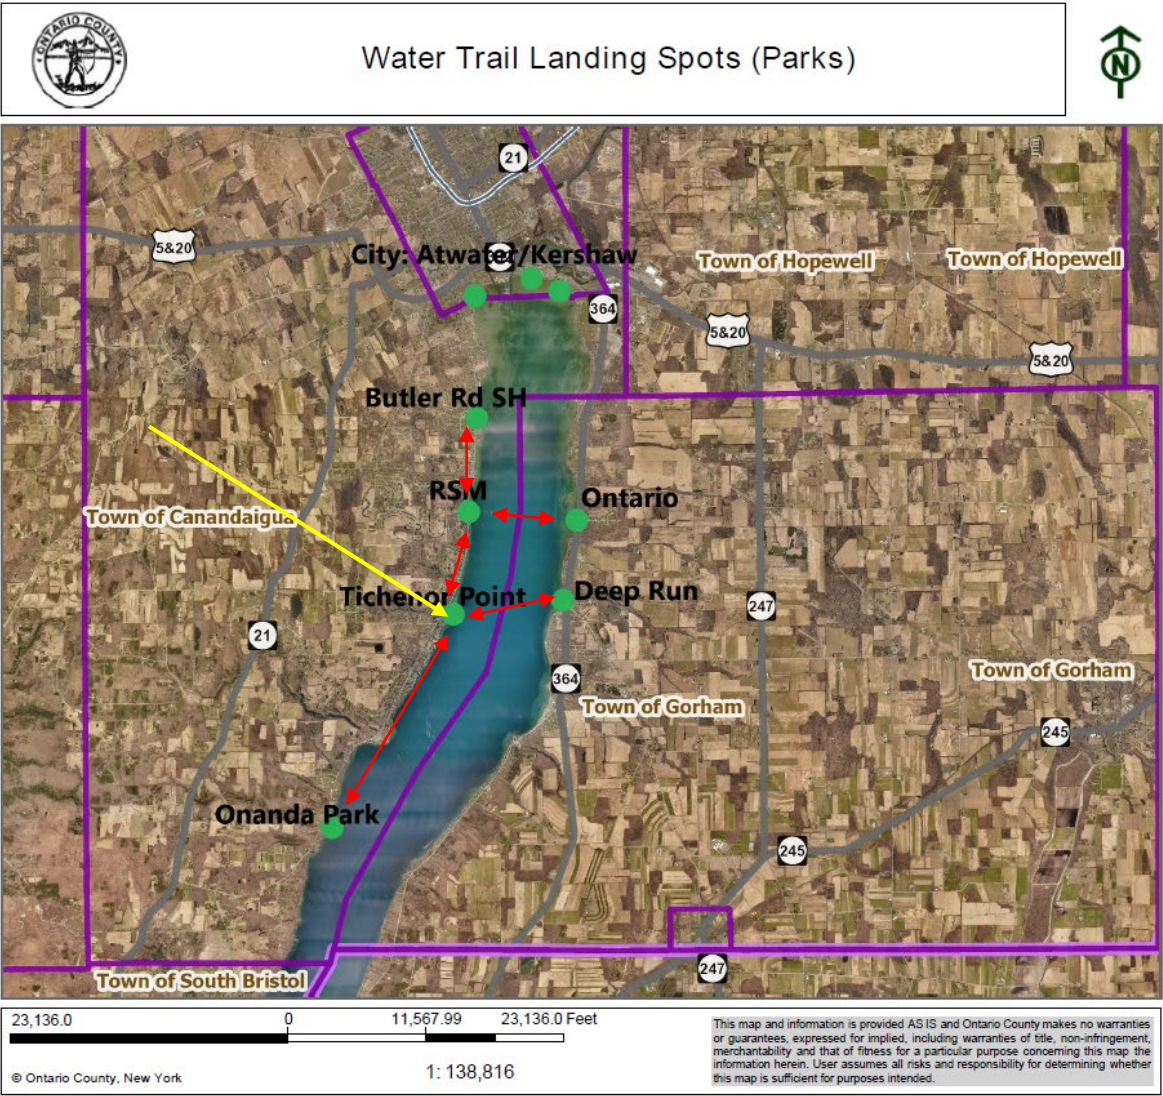 ONTARIO COUNTY
Water Trail Landing Spots (Parks)
N
21
5&20
City: Atwater/Kershaw
Town of Hopewell
Town of Hopewell
364
5&20
5&20
Butler Rd SH
RSM
Ontario
Town of Canandaigua
Tichenor Point
Deep Run
247
21
364
Town of Gorham
Town of Gorham
245
Onanda Park
245
247
Town of South Bristol
23,136.0 0 11,567.99 23,136.0 Feet
1: 138,816
© Ontario County, New York
This map and information is provided AS IS and Ontario County makes no warranties
or guarantees, expressed for implied, including warranties of title, non-infringement,
merchantability and that of fitness for a particular purpose concerning this map the
information herein. User assumes all risks and responsibility for determining whether
this map is sufficient for purposes intended.